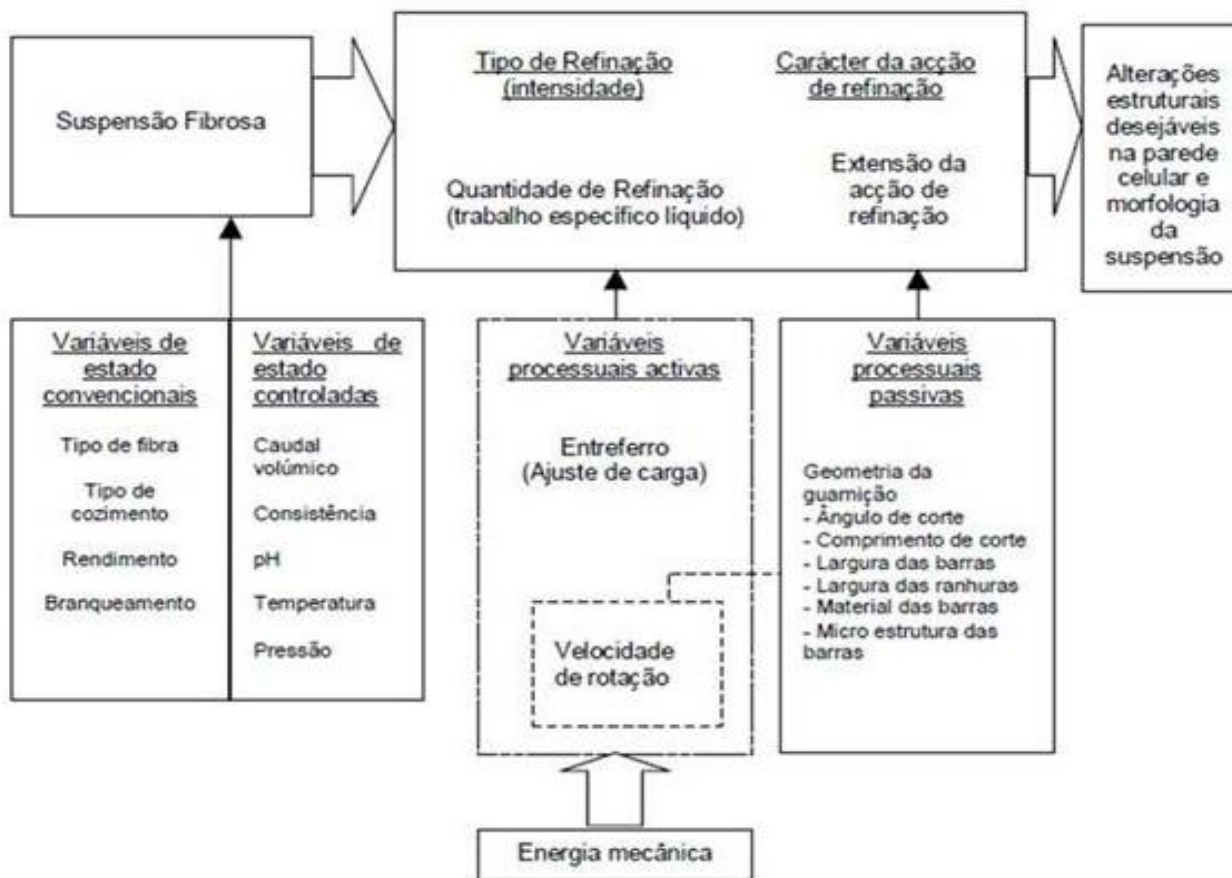 Suspensão Fibrosa
Tipo de Refinação
(intensidade)
Quantidade de Refinação
(trabalho específico líquido)
Carácter da acção
de refinação
Extensão da
acção de
refinação
Alterações
estruturais
desejáveis
na parede
celular e
morfologia
da
suspensão
Variáveis de
estado
convencionais
Tipo de fibra
Tipo de
cozimento
Rendimento
Branqueamento
Variáveis de
estado
controladas
Caudal
volúmico
Consistência
pH
Temperatura
Pressão
Variáveis
processuais activas
Entreferro
(Ajuste de carga)
Velocidade
de rotação
Variáveis
processuais
passivas
Geometria da
guarnição
- Ângulo de corte
- Comprimento de corte
- Largura das barras
- Largura das ranhuras
- Material das barras
- Micro estrutura das
barras
Energia mecânica